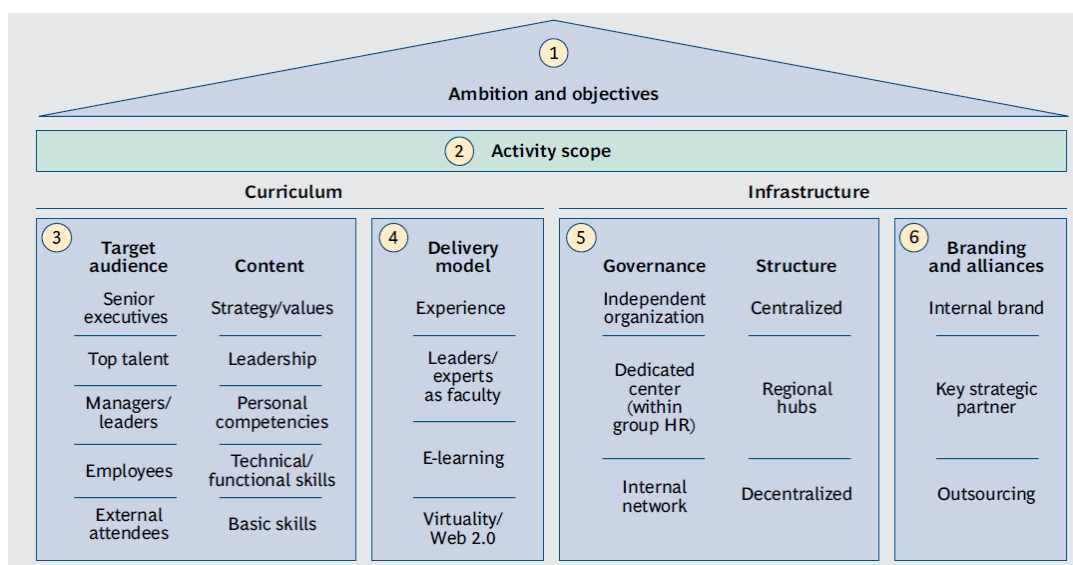 1
Ambition and objectives
2 Activity scope
Curriculum
Infrastructure
3
Target
audience
Content
Senior
executives
Strategy/values
Top talent
Leadership
Managers/
leaders
Personal
competencies
Employees
Technical/
functional skills
External
attendees
Basic skills
4
Delivery
model
Experience
Leaders/
experts
as faculty
E-learning
Virtuality/
Web 2.0
5
Governance
Structure
Independent
organization
Centralized
Dedicated
center
(within
group HR)
Regional
hubs
Internal
network
Decentralized
6
Branding
and alliances
Internal brand
Key strategic
partner
Outsourcing